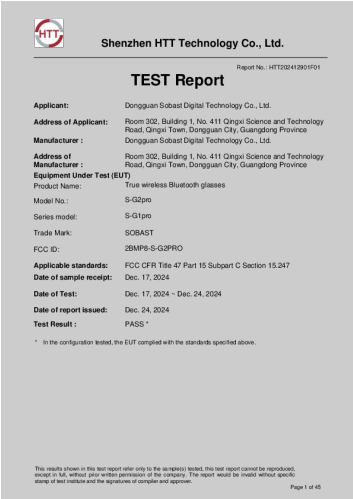 HTT
Shenzhen HTT Technology Co., Ltd.
Report No.: HTT202412901F01
TEST Report
Applicant: Dongguan Sobast Digital Technology Co., Ltd.
Address of Applicant: Room 302, Building 1, No. 411 Qingxi Science and Technology
Road, Qingxi Town, Dongguan City, Guangdong Province
Manufacturer : Dongguan Sobast Digital Technology Co., Ltd.
Address of Room 302, Building 1, No. 411 Qingxi Science and Technology
Manufacturer : Road, Qingxi Town, Dongguan City, Guangdong Province
Equipment Under Test (EUT)
Product Name: True wireless Bluetooth glasses
Model No.: S-G2pro
Series model: S-G1pro
Trade Mark: SOBAST
FCC ID: 2BMP8-S-G2PRO
Applicable standards: FCC CFR Title 47 Part 15 Subpart C Section 15.247
Date of sample receipt: Dec. 17, 2024
Date of Test: Dec. 17, 2024 ~ Dec. 24, 2024
Date of report issued: Dec. 24, 2024
Test Result : PASS *
* In the configuration tested, the EUT complied with the standards specified above.
This results shown in this test report refer only to the sample(s) tested, this test report cannot be reproduced,
except in full, without prior written permission of the company. The report would be invalid without specific
stamp of test institute and the signatures of compiler and approver.
Page 1 of 45